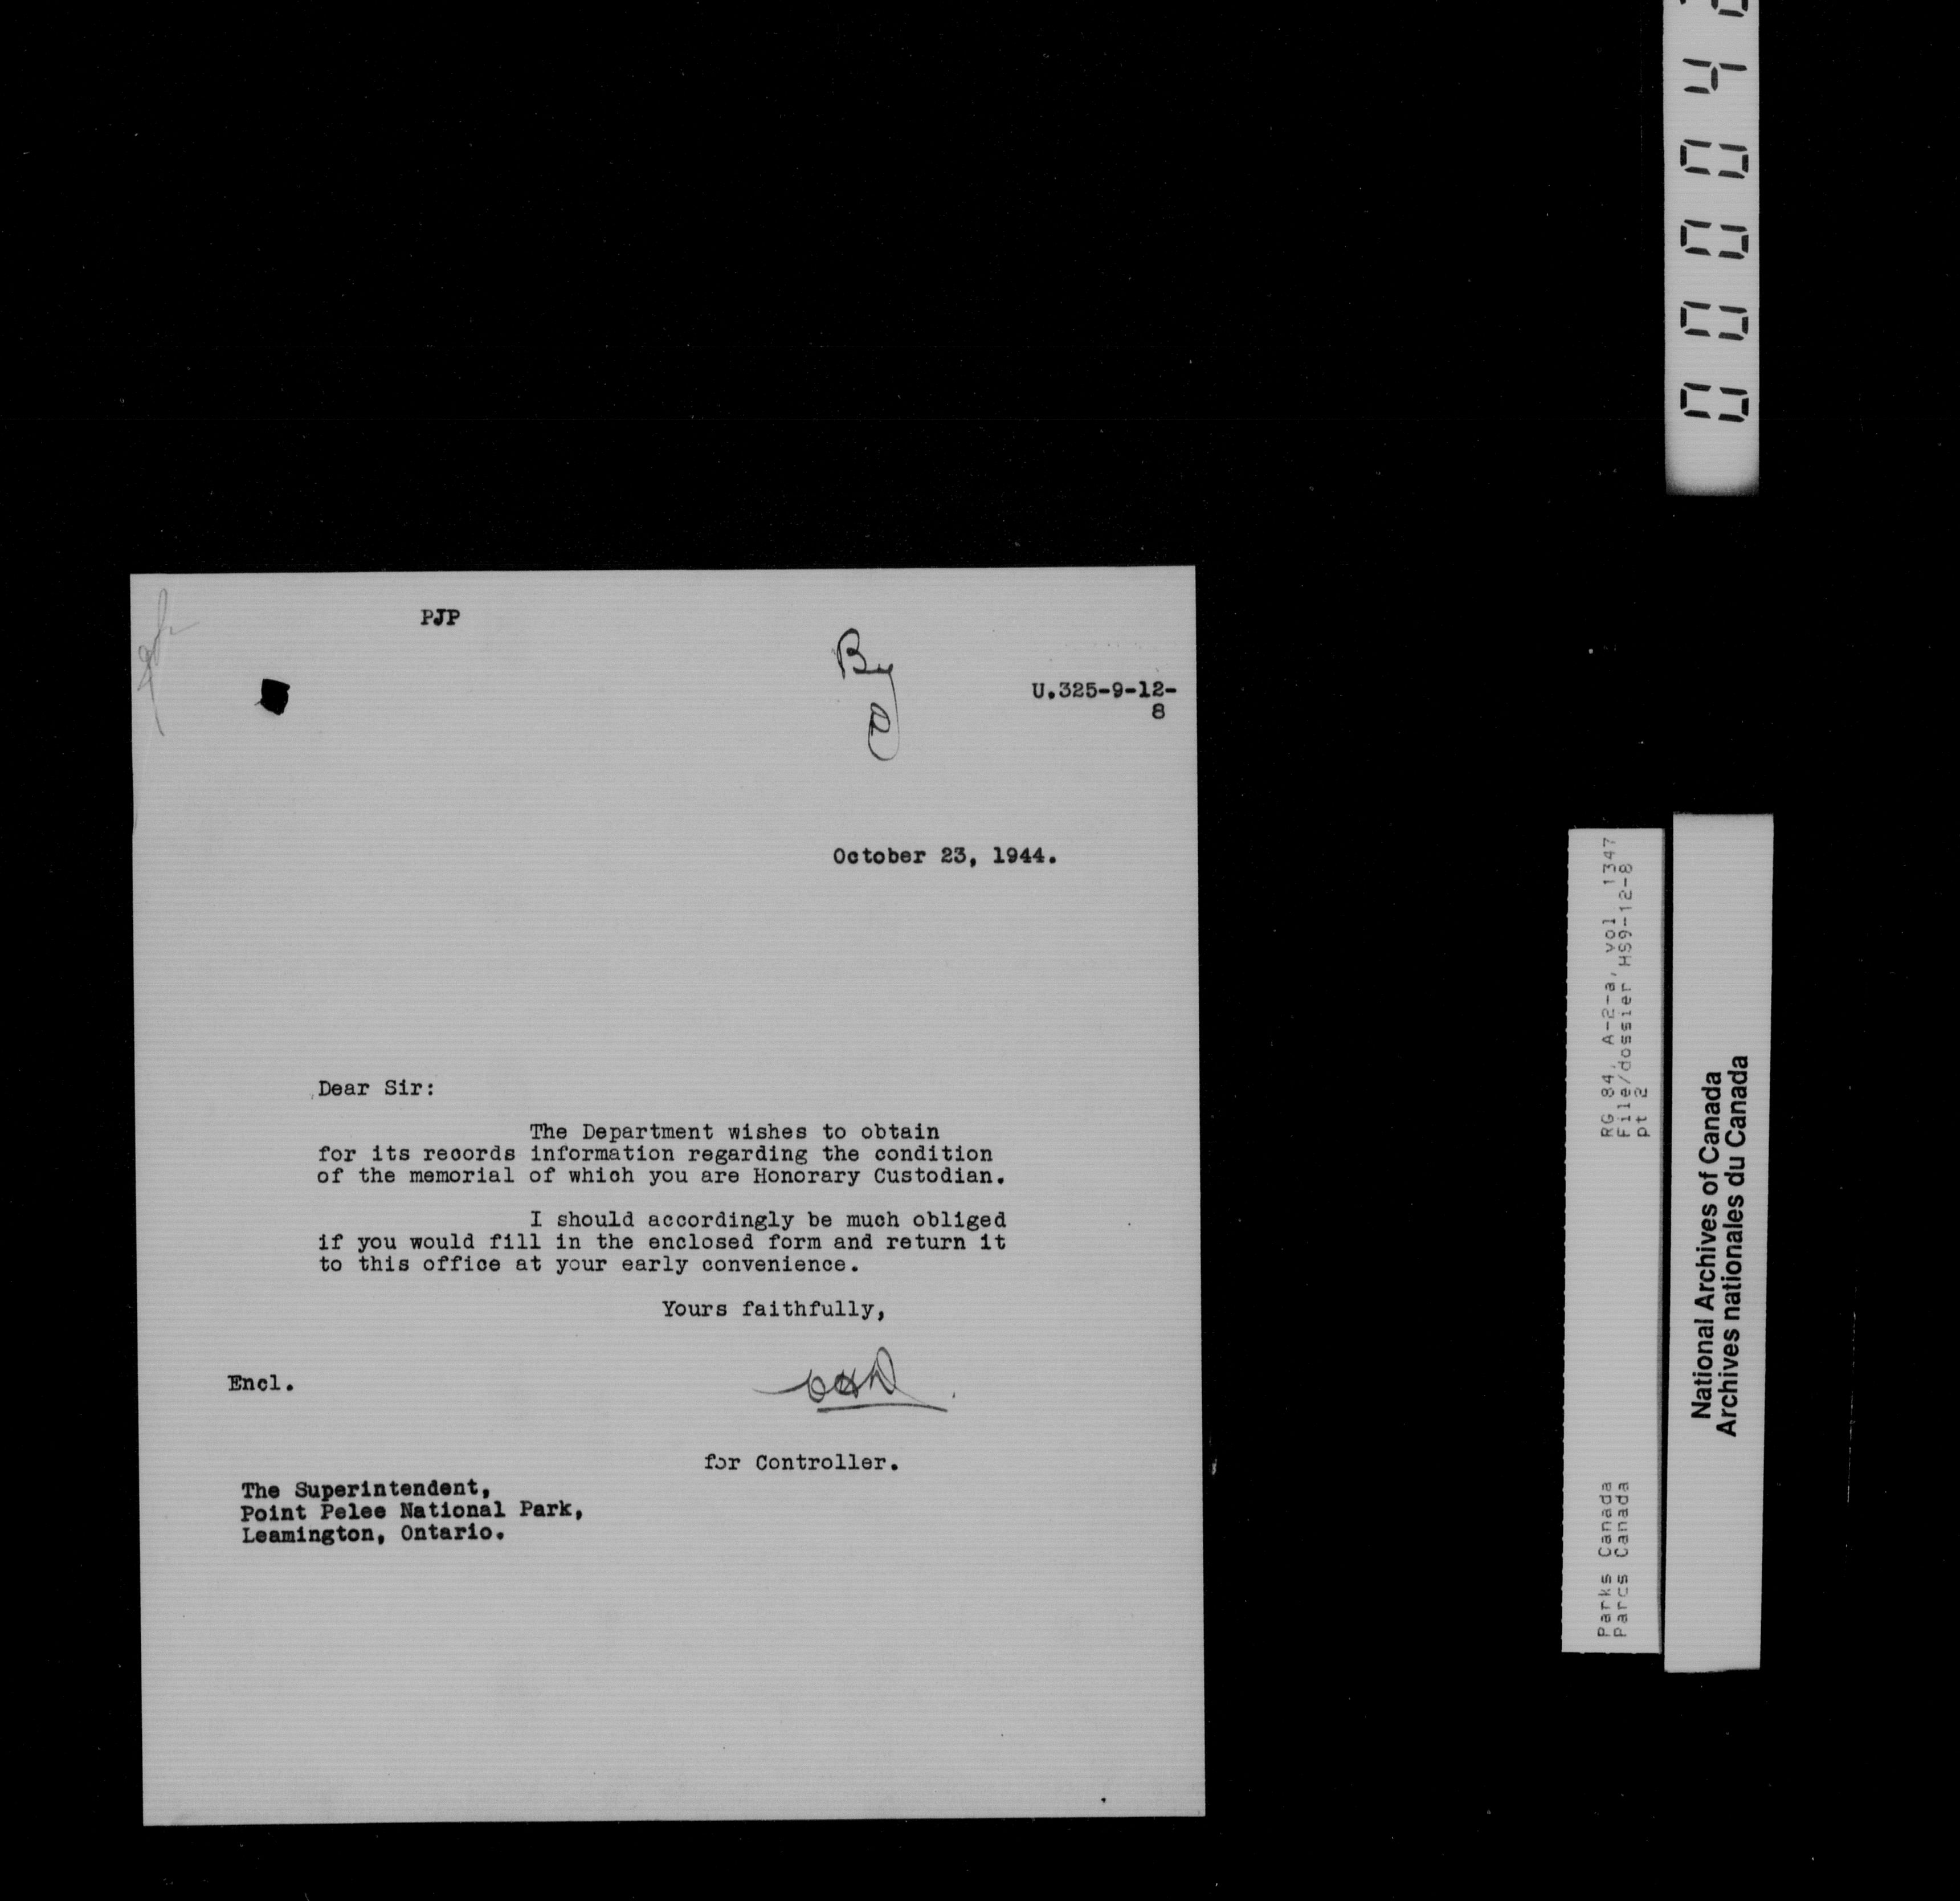 PJP
U.325-9-12-
8
October 23, 1944.
Dear Sir:
The Department wishes to obtain
for its records information regarding the condition
of the memorial of which you are Honorary Custodian.
I should accordingly be much obliged
if you would fill in the enclosed form and return it
to this office at your early convenience.
Yours faithfully,
Encl.
for Controller.
The Superintendent,
Point Pelee National Park,
Leamington, Ontario.
RG 84, A-2-a, vol. 1347
File/dossier HS9-12-8
pt 2
Parks Canada
Parcs Canada
National Archives of Canada
Archives nationales du Canada